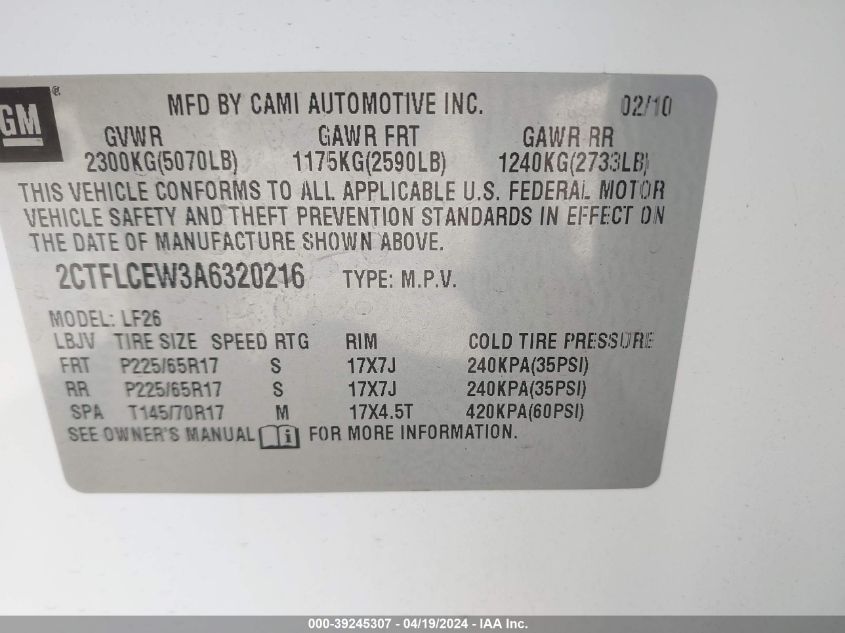 GM ®
MFD BY CAMI AUTOMOTIVE INC. 02/10
GVWR GAWR FRT GAWR RR
2300KG(5070LB) 1175KG(2590LB) 1240KG(2733LB)
THIS VEHICLE CONFORMS TO ALL APPLICABLE U.S. FEDERAL MOTOR
VEHICLE SAFETY AND THEFT PREVENTION STANDARDS IN EFFECT ON
THE DATE OF MANUFACTURE SHOWN ABOVE.
2CTFLCEW3A6320216 TYPE: M.P.V.
MODEL: LF26
LBJV TIRE SIZE SPEED RTG RIM COLD TIRE PRESSURE
FRT P225/65R17 S 17X7J 240KPA(35PSI)
RR P225/65R17 S 17X7J 240KPA(35PSI)
SPA T145/70R17 M 17X4.5T 420KPA(60PSI)
SEE OWNER'S MANUAL i FOR MORE INFORMATION.
000-39245307 - 04/19/2024 - IAA Inc.